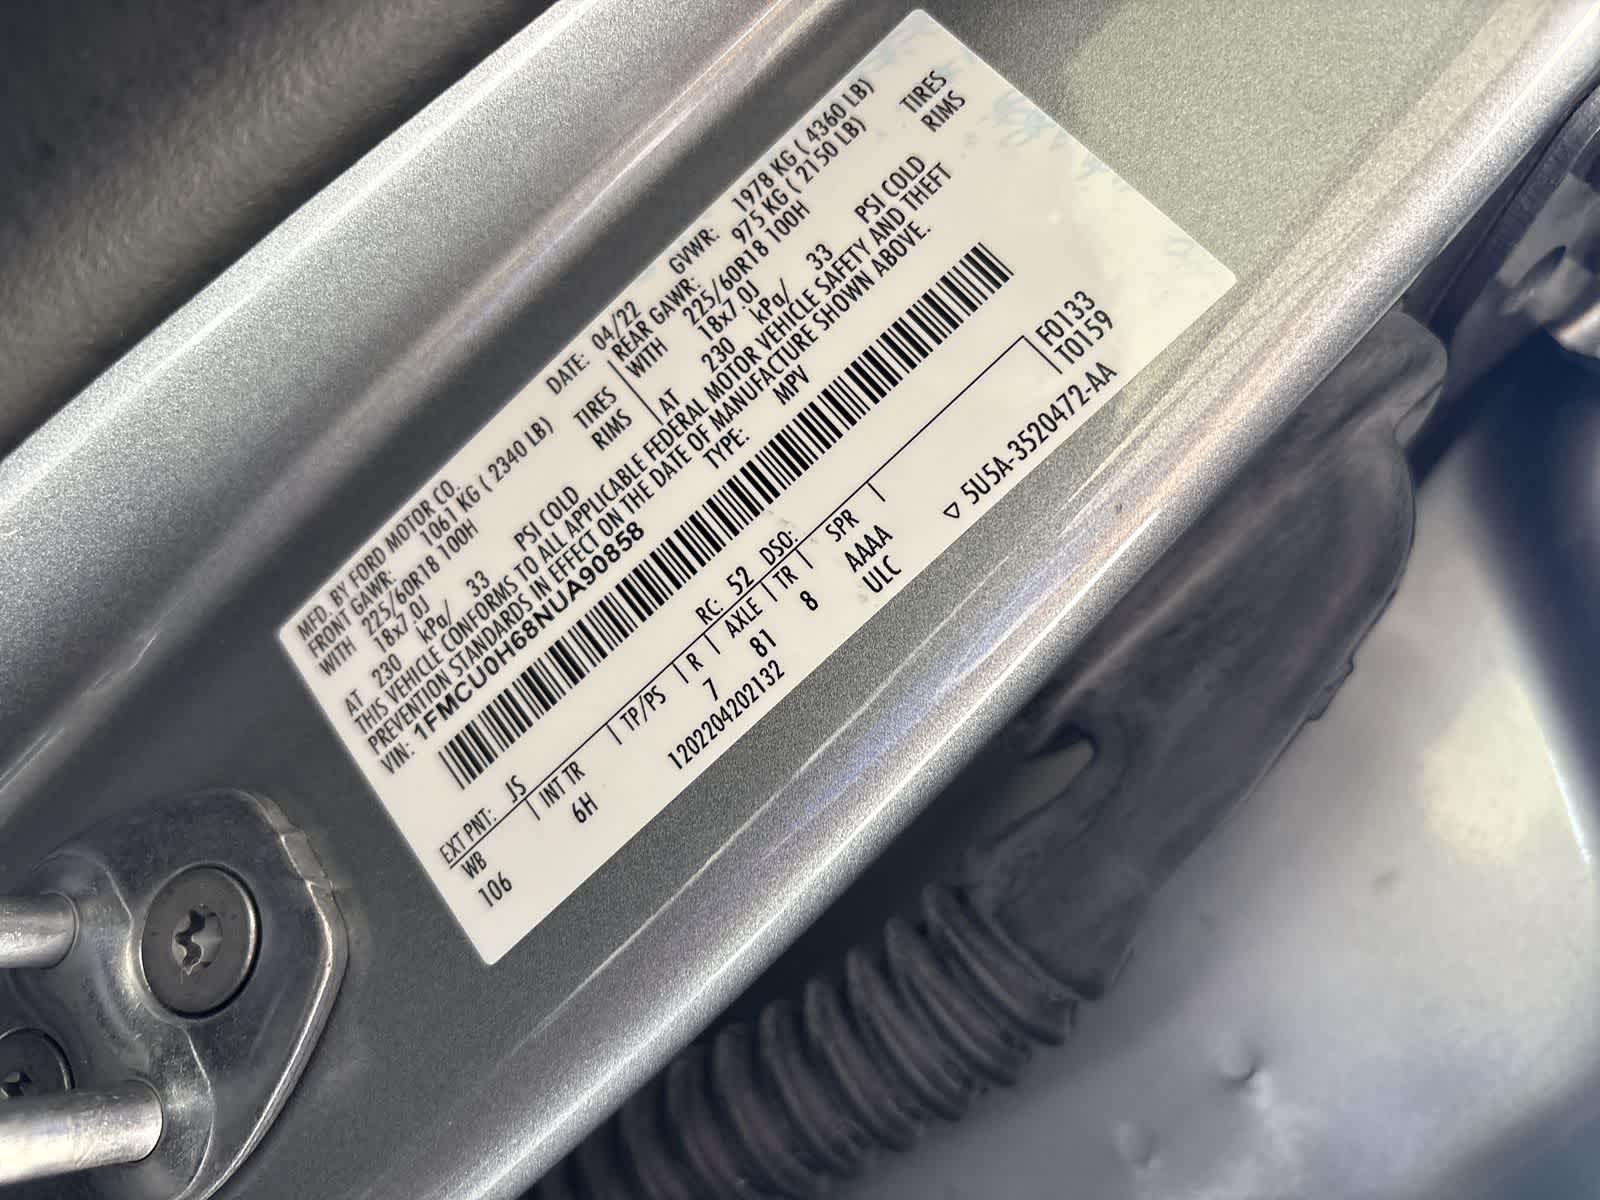 MFD. BY FORD MOTOR CO. DATE: 04/22 GVWR: 1978 KG ( 4360 LB)
FRONT GAWR: 1061 KG ( 2340 LB) REAR GAWR: 975 KG ( 2150 LB)
WITH 225/60R18 100H TIRES WITH 225/60R18 100H TIRES
18x7.0J RIMS 18x7.0J RIMS
AT 230 kPa/ 33 PSI COLD AT 230 kPa/ 33 PSI COLD
THIS VEHICLE CONFORMS TO ALL APPLICABLE FEDERAL MOTOR VEHICLE SAFETY AND THEFT
PREVENTION STANDARDS IN EFFECT ON THE DATE OF MANUFACTURE SHOWN ABOVE.
VIN: 1FMCU0H68NUA90858 TYPE: MPV
EXT PNT: JS RC: 52 DSO: F0133
WB INT TR TP/PS R AXLE TR SPR T0159
106 6H 7 81 8 AAAA
120220420213​2 ULC ▽ 5U5A-3520472-AA